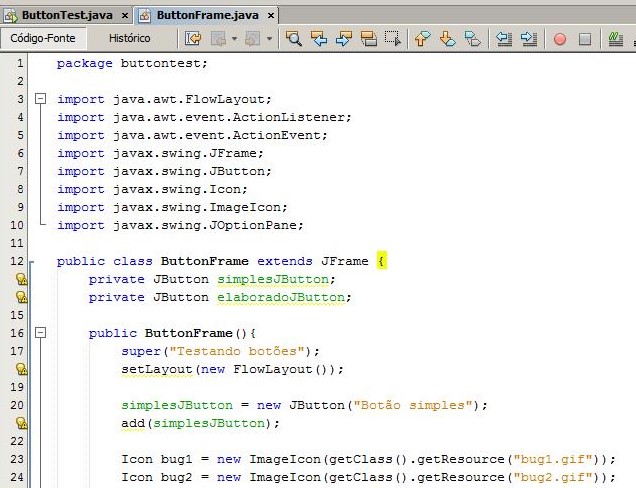 ButtonTest.java × ButtonFrame.java ×
Código-Fonte Histórico
1 package buttontest;
2
3 import java.awt.FlowLayout;
4 import java.awt.event.ActionListener;
5 import java.awt.event.ActionEvent;
6 import javax.swing.JFrame;
7 import javax.swing.JButton;
8 import javax.swing.Icon;
9 import javax.swing.ImageIcon;
10 import javax.swing.JOptionPane;
11
12 public class ButtonFrame extends JFrame {
private JButton simplesJButton;
private JButton elaboradoJButton;
15
16 public ButtonFrame(){
17 super("Testando botões");
setLayout(new FlowLayout());
19
20 simplesJButton = new JButton("Botão simples");
add(simplesJButton);
22
23 Icon bug1 = new ImageIcon(getClass().getResource("bug1.gif"));
24 Icon bug2 = new ImageIcon(getClass().getResource("bug2.gif"));